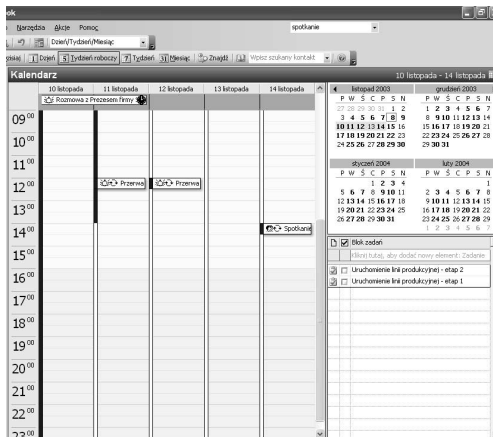 ok
Narzędzia Akcje Pomoc spotkanie
Dzień/Tydzień/Miesiąc
Dzisiaj 1 Dzień 5 Tydzień roboczy 7 Tydzień 31 Miesiąc Znajdź Wpisz szukany kontakt
Kalendarz 10 listopada - 14 listopada
10 listopada 11 listopada 12 listopada 13 listopada 14 listopada
Rozmowa z Prezesem firmy
09 00
10 00
11 00
12 00 Przerwa Przerwa
13 00
14 00 Spotkanie
15 00
16 00
17 00
18 00
19 00
20 00
21 00
22 00
23 00
listopad 2003 grudzień 2003
P W Ś C P S N P W Ś C P S N
27 28 29 30 31 1 2 1 2 3 4 5 6 7
3 4 5 6 7 8 9 8 9 10 11 12 13 14
10 11 12 13 14 15 16 15 16 17 18 19 20 21
17 18 19 20 21 22 23 22 23 24 25 26 27 28
24 25 26 27 28 29 30 29 30 31
styczeń 2004 luty 2004
P W Ś C P S N P W Ś C P S N
1 2 3 4 1
5 6 7 8 9 10 11 2 3 4 5 6 7 8
12 13 14 15 16 17 18 9 10 11 12 13 14 15
19 20 21 22 23 24 25 16 17 18 19 20 21 22
26 27 28 29 30 31 23 24 25 26 27 28 29
1 2 3 4 5 6 7
Blok zadań
Kliknij tutaj, aby dodać nowy element: Zadanie
Uruchomienie linii produkcyjnej - etap 2
Uruchomienie linii produkcyjnej - etap 1